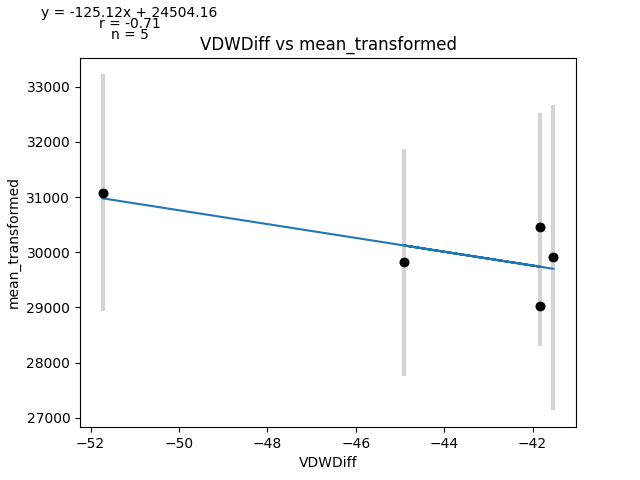 y = -125.12x + 24504.16
r = -0.71
n = 5
VDWDiff vs mean_transformed
33000
32000
31000
30000
29000
28000
27000
mean_transformed
−52
−50
−48
−46
−44
−42
VDWDiff